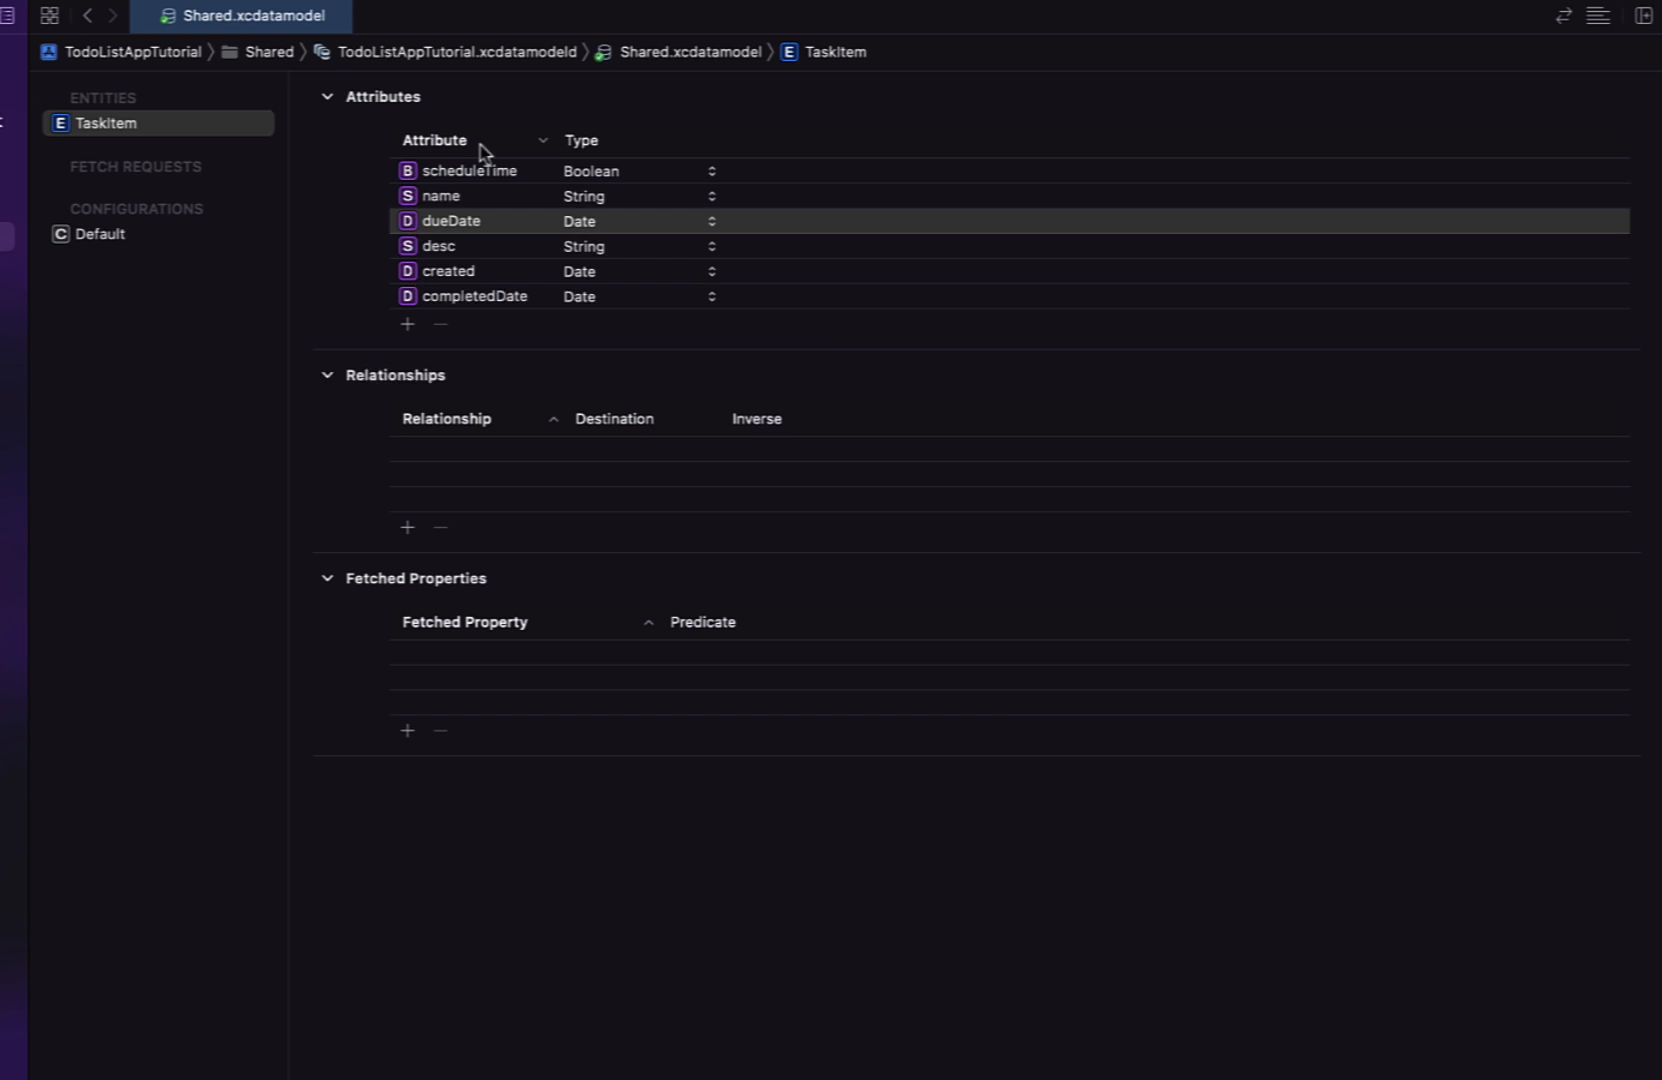 Shared.xcdatamodel
TodoListAppTutorial 〉 Shared 〉 TodoListAppTutorial.xcdatamodeld 〉 Shared.xcdatamodel 〉 E TaskItem
ENTITIES
E TaskItem
FETCH REQUESTS
CONFIGURATIONS
C Default
Attributes
Attribute Type
B scheduleTime Boolean
S name String
D dueDate Date
S desc String
D created Date
D completedDate Date
+ −
Relationships
Relationship Destination Inverse
+ −
Fetched Properties
Fetched Property Predicate
+ −